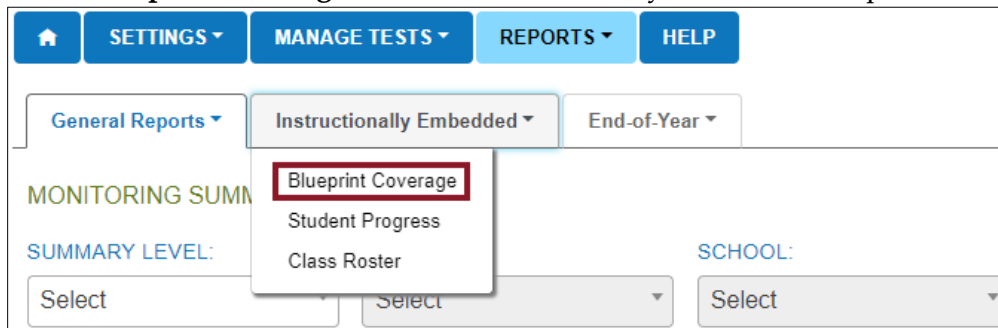 SETTINGS MANAGE TESTS REPORTS HELP
General Reports Instructionally Embedded End-of-Year
Blueprint Coverage
MONITORING SUMM
Student Progress
SUMMARY LEVEL: SCHOOL:
Class Roster
Select Select Select